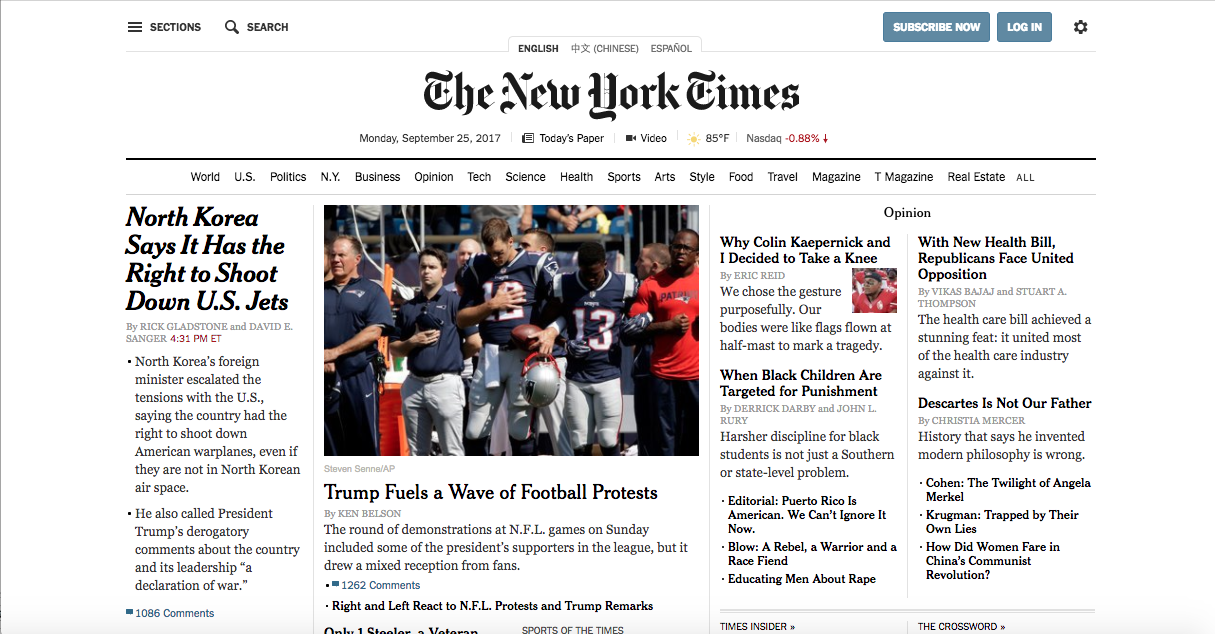 SECTIONS
SEARCH
SUBSCRIBE NOW
LOG IN
ENGLISH
中文 (CHINESE)
ESPAÑOL
The New York Times
Monday, September 25, 2017
Today's Paper
Video
85°F
Nasdaq -0.88%
World U.S. Politics N.Y. Business Opinion Tech Science Health Sports Arts Style Food Travel Magazine T Magazine Real Estate ALL
North Korea
Says It Has the
Right to Shoot
Down U.S. Jets
By RICK GLADSTONE and DAVID E.
SANGER 4:31 PM ET
• North Korea's foreign
minister escalated the
tensions with the U.S.,
saying the country had the
right to shoot down
American warplanes, even if
they are not in North Korean
air space.
• He also called President
Trump's derogatory
comments about the country
and its leadership “a
declaration of war.”
1086 Comments
12
13
PATRIOTS
Steven Senne/AP
Trump Fuels a Wave of Football Protests
By KEN BELSON
The round of demonstrations at N.F.L. games on Sunday
included some of the president's supporters in the league, but it
drew a mixed reception from fans.
• 1262 Comments
· Right and Left React to N.F.L. Protests and Trump Remarks
Only 1 Steeler, a Veteran
SPORTS OF THE TIMES
Opinion
Why Colin Kaepernick and
I Decided to Take a Knee
By ERIC REID
We chose the gesture
purposefully. Our
bodies were like flags flown at
half-mast to mark a tragedy.
When Black Children Are
Targeted for Punishment
By DERRICK DARBY and JOHN L.
RURY
Harsher discipline for black
students is not just a Southern
or state-level problem.
· Editorial: Puerto Rico Is
American. We Can't Ignore It
Now.
· Blow: A Rebel, a Warrior and a
Race Fiend
· Educating Men About Rape
With New Health Bill,
Republicans Face United
Opposition
By VIKAS BAJAJ and STUART A.
THOMPSON
The health care bill achieved a
stunning feat: it united most
of the health care industry
against it.
Descartes Is Not Our Father
By CHRISTIA MERCER
History that says he invented
modern philosophy is wrong.
· Cohen: The Twilight of Angela
Merkel
· Krugman: Trapped by Their
Own Lies
· How Did Women Fare in
China's Communist
Revolution?
TIMES INSIDER »
THE CROSSWORD »